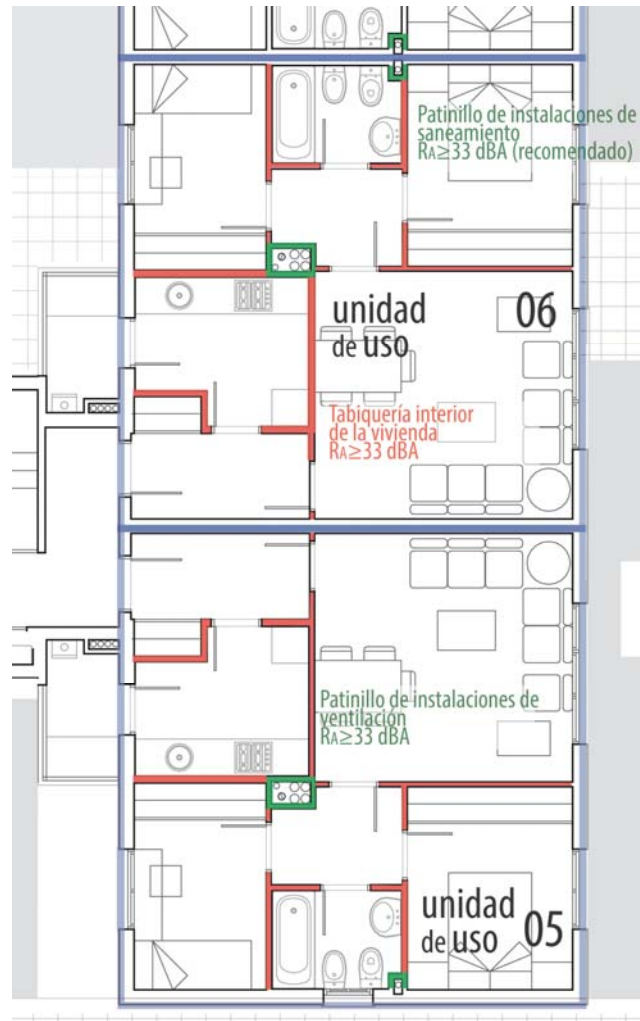 Patinillo de instalaciones de
saneamiento
RA≥33 dBA (recomendado)
unidad 06
de uso
Tabiquería interior
de la vivienda
RA≥33 dBA
Patinillo de instalaciones de
ventilación
RA≥33 dBA
unidad
de uso 05